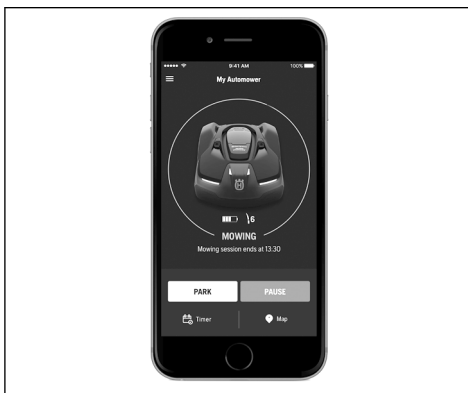 9:41 AM 100%
My Automower
6
MOWING
Mowing session ends at 13:30
PARK PAUSE
Timer Map